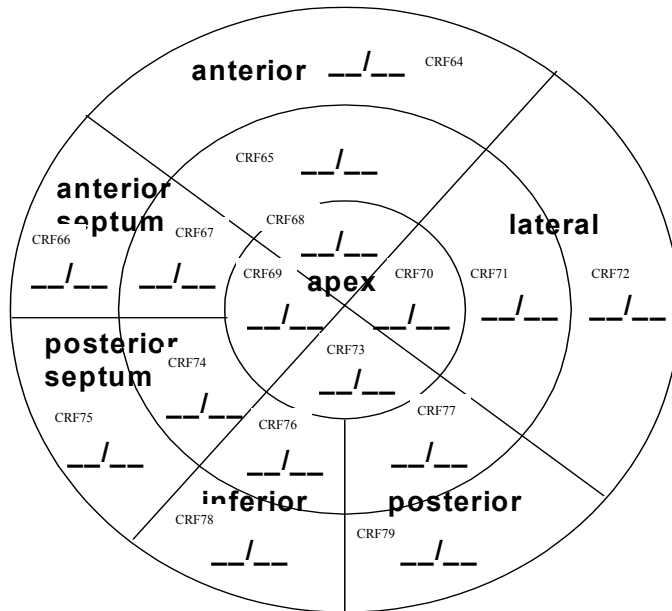 anterior __/__ CRF64
CRF65 __/__
anterior
septum
CRF66 __/__
CRF67 __/__
CRF68 __/__
lateral
apex
CRF69 __/__
CRF70 __/__
CRF71 __/__
CRF72 __/__
posterior
septum
CRF73 __/__
CRF74 __/__
CRF75 __/__
CRF76 __/__
CRF77 __/__
inferior
posterior
CRF78 __/__
CRF79 __/__